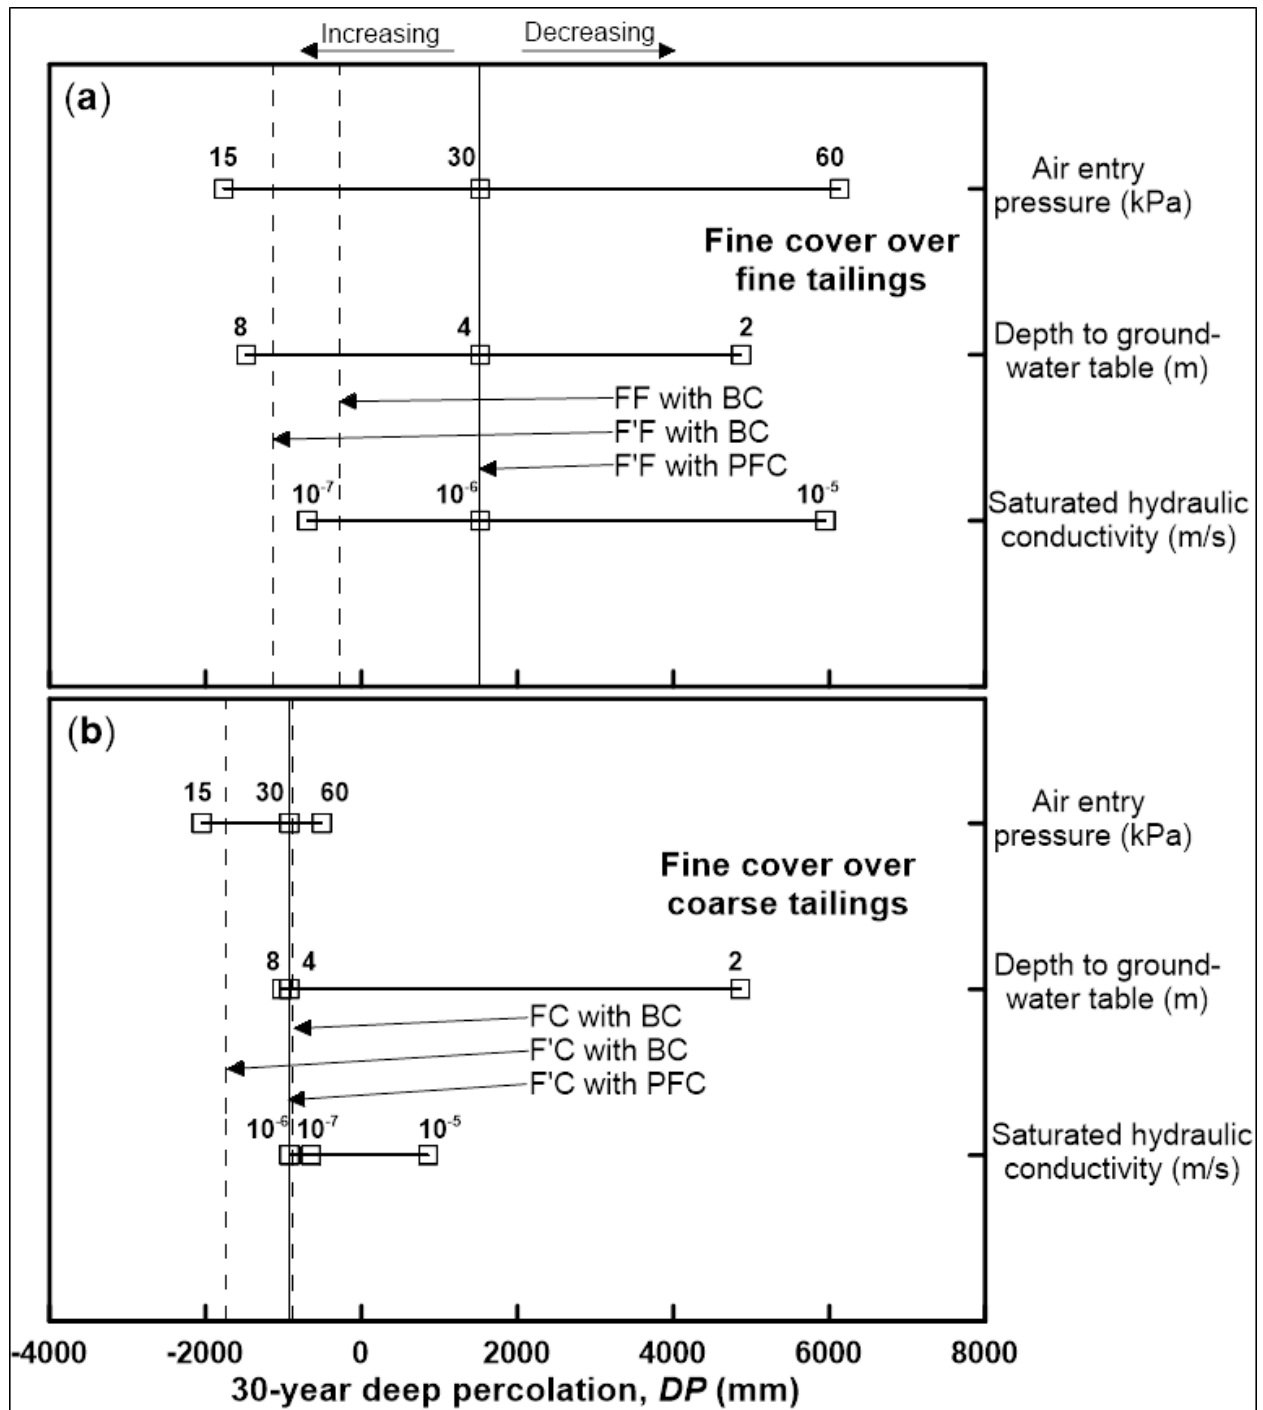 Increasing Decreasing
(a)
15 30 60
Air entry
pressure (kPa)
Fine cover over
fine tailings
8 4 2
Depth to ground-
water table (m)
FF with BC
F'F with BC
F'F with PFC
10⁻⁷ 10⁻⁶ 10⁻⁵
Saturated hydraulic
conductivity (m/s)
(b)
15 30 60
Air entry
pressure (kPa)
Fine cover over
coarse tailings
8 4 2
Depth to ground-
water table (m)
FC with BC
F'C with BC
F'C with PFC
10⁻⁶ 10⁻⁷ 10⁻⁵
Saturated hydraulic
conductivity (m/s)
-4000 -2000 0 2000 4000 6000 8000
30-year deep percolation, DP (mm)